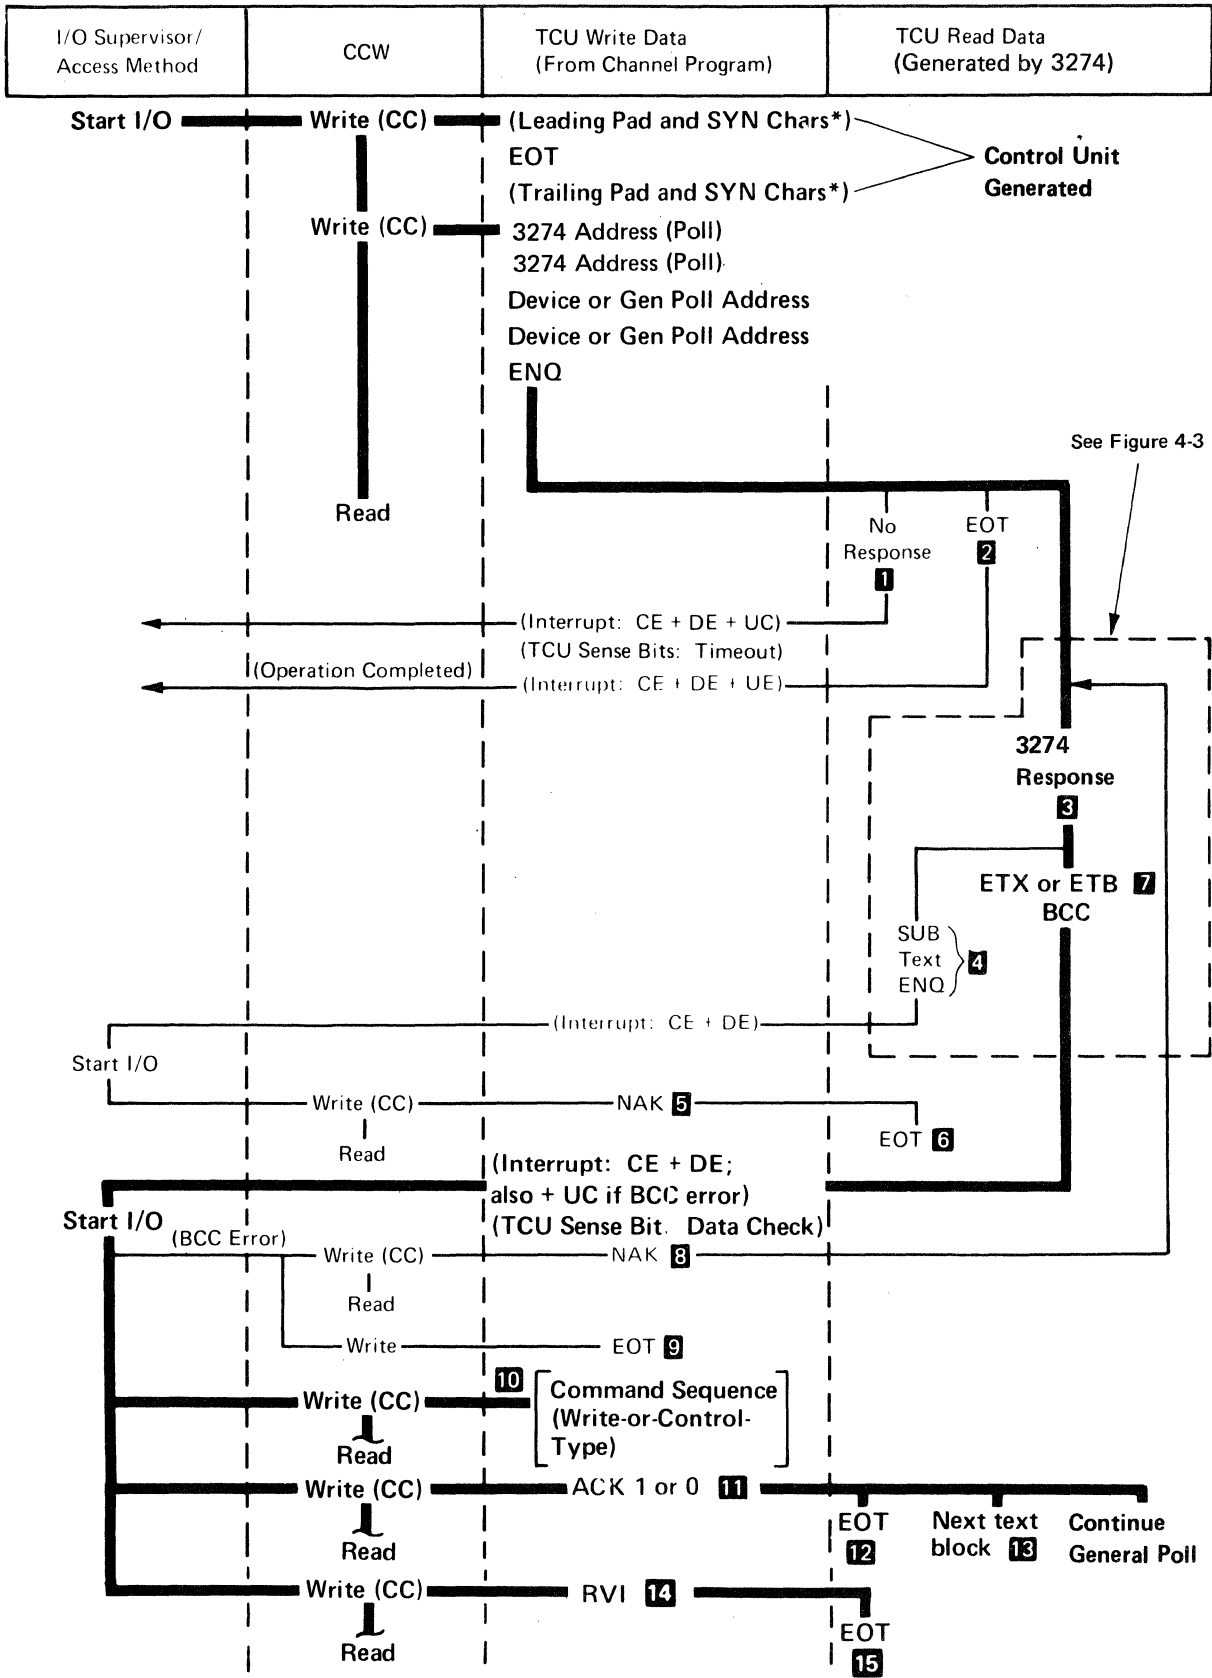 I/O Supervisor/
Access Method
CCW
TCU Write Data
(From Channel Program)
TCU Read Data
(Generated by 3274)
Start I/O
Write (CC)
(Leading Pad and SYN Chars*)
EOT
(Trailing Pad and SYN Chars*)
Control Unit
Generated
Write (CC)
3274 Address (Poll)
3274 Address (Poll)
Device or Gen Poll Address
Device or Gen Poll Address
ENQ
See Figure 4-3
Read
No
Response
1
EOT
2
(Interrupt: CE + DE + UC)
(TCU Sense Bits: Timeout)
(Operation Completed)
(Interrupt: CE + DE + UE)
3274
Response
3
ETX or ETB 7
BCC
SUB
Text
ENQ
4
(Interrupt: CE + DE)
Start I/O
Write (CC)
NAK 5
Read
EOT 6
(Interrupt: CE + DE;
also + UC if BCC error)
(TCU Sense Bit. Data Check)
Start I/O
(BCC Error)
Write (CC)
NAK 8
Read
Write
EOT 9
Write (CC)
10
Command Sequence
(Write-or-Control-
Type)
Read
Write (CC)
ACK 1 or 0 11
Read
EOT
12
Next text
block 13
Continue
General Poll
Write (CC)
RVI 14
Read
EOT
15